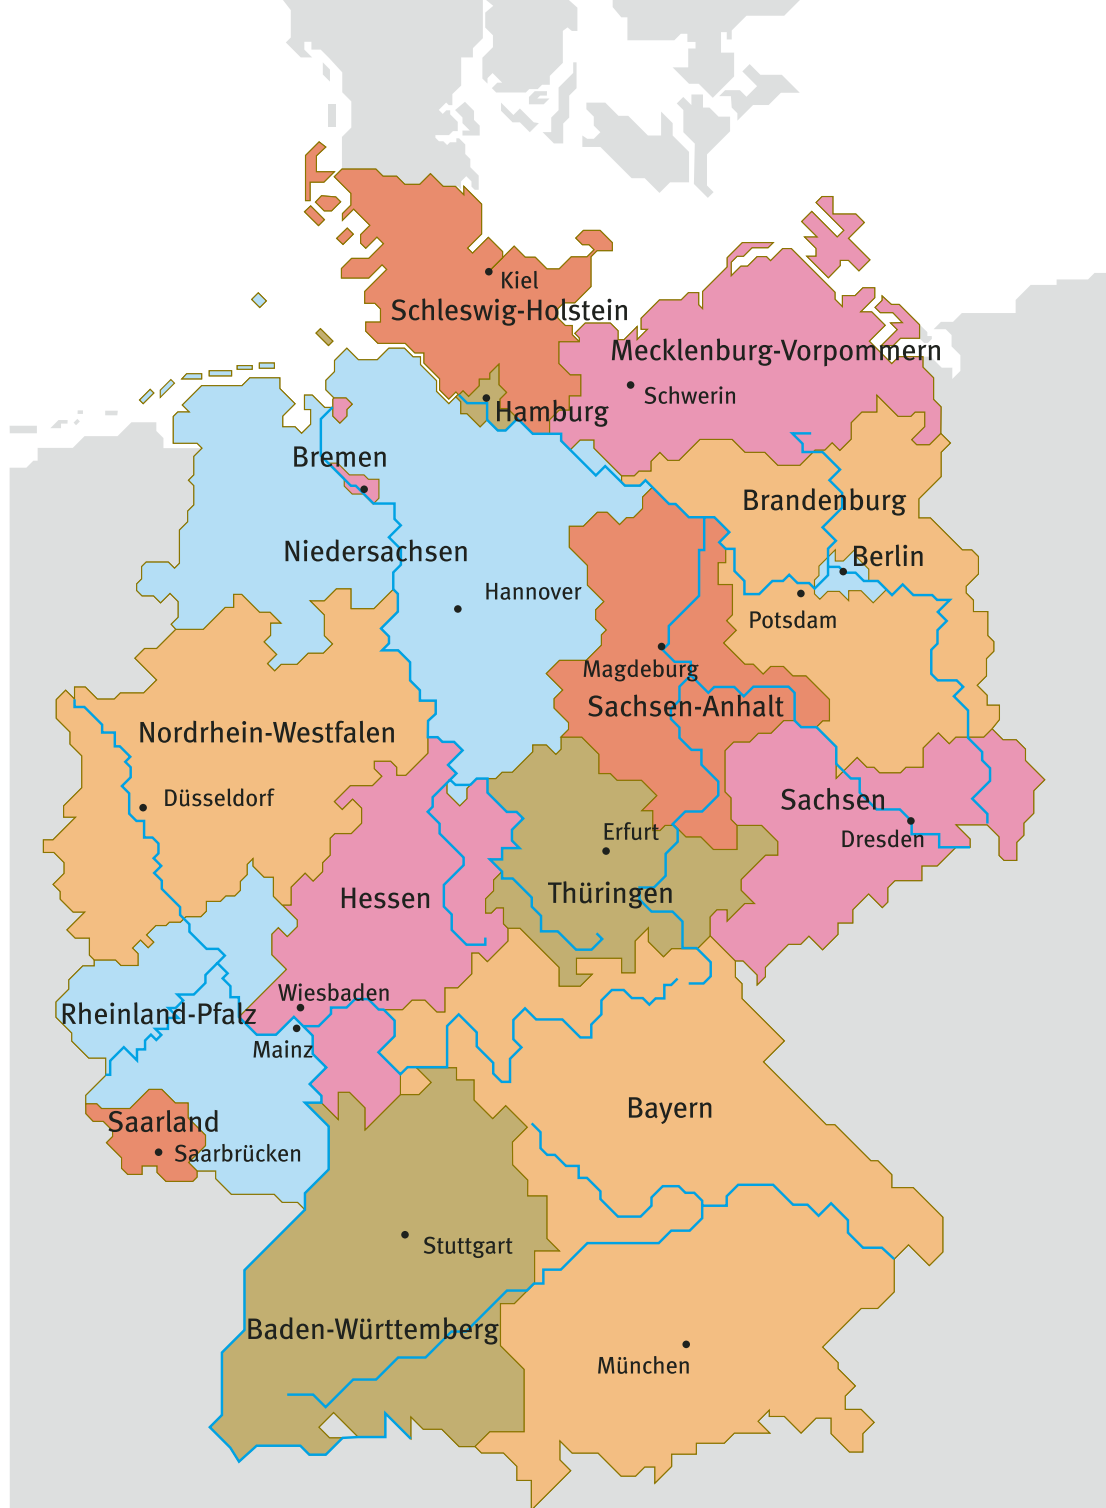 Kiel
Schleswig-Holstein
Mecklenburg-Vorpommern
Schwerin
Hamburg
Bremen
Brandenburg
Niedersachsen
Berlin
Hannover
Potsdam
Magdeburg
Sachsen-Anhalt
Nordrhein-Westfalen
Düsseldorf
Sachsen
Erfurt
Dresden
Hessen
Thüringen
Wiesbaden
Rheinland-Pfalz
Mainz
Bayern
Saarland
Saarbrücken
Stuttgart
Baden-Württemberg
München